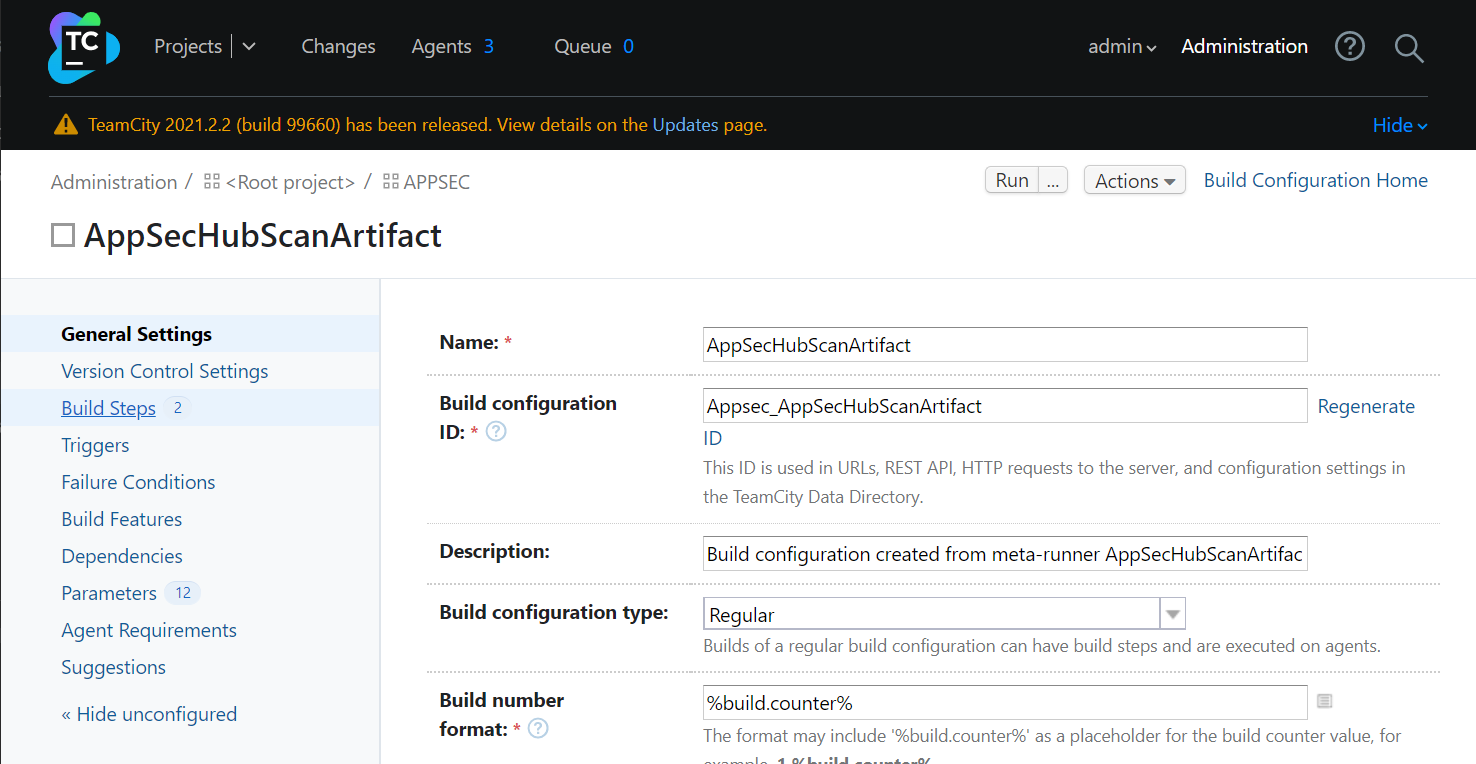 TC
Projects
Changes
Agents 3
Queue 0
admin
Administration
TeamCity 2021.2.2 (build 99660) has been released. View details on the Updates page.
Hide
Administration / <Root project> / APPSEC
Run
...
Actions
Build Configuration Home
AppSecHubScanArtifact
General Settings
Version Control Settings
Build Steps 2
Triggers
Failure Conditions
Build Features
Dependencies
Parameters 12
Agent Requirements
Suggestions
« Hide unconfigured
Name: *
AppSecHubScanArtifact
Build configuration
ID: * ?
Appsec_AppSecHubScanArtifact
Regenerate
ID
This ID is used in URLs, REST API, HTTP requests to the server, and configuration settings in
the TeamCity Data Directory.
Description:
Build configuration created from meta-runner AppSecHubScanArtifac
Build configuration type:
Regular
Builds of a regular build configuration can have build steps and are executed on agents.
Build number
format: * ?
%build.counter%
The format may include '%build.counter%' as a placeholder for the build counter value, for
example, 1.%build.counter%